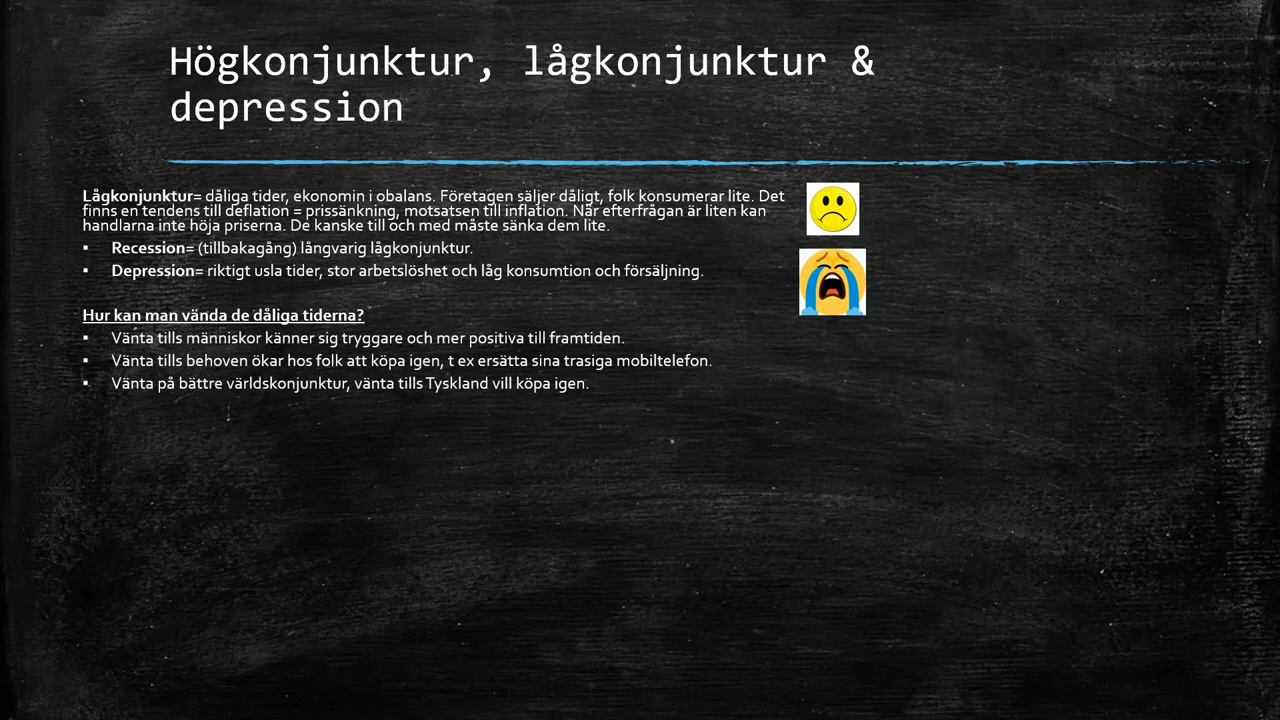 Högkonjunktur, lågkonjunktur &
depression
Lågkonjunktur= dåliga tider, ekonomin i obalans. Företagen säljer dåligt, folk konsumerar lite. Det
finns en tendens till deflation = prissänkning, motsatsen till inflation. När efterfrågan är liten kan
handlarna inte höja priserna. De kanske till och med måste sänka dem lite.
▪ Recession= (tillbakagång) långvarig lågkonjunktur.
▪ Depression= riktigt usla tider, stor arbetslöshet och låg konsumtion och försäljning.
Hur kan man vända de dåliga tiderna?
▪ Vänta tills människor känner sig tryggare och mer positiva till framtiden.
▪ Vänta tills behoven ökar hos folk att köpa igen, t ex ersätta sina trasiga mobiltelefon.
▪ Vänta på bättre världskonjunktur, vänta tills Tyskland vill köpa igen.